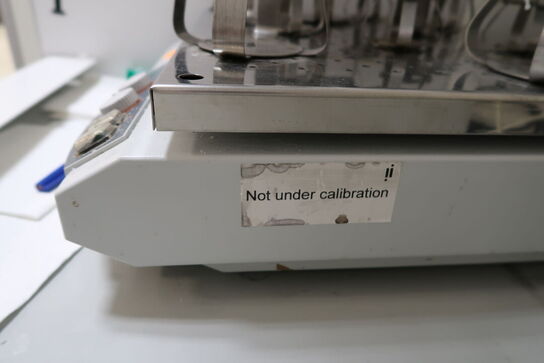 Not under calibration